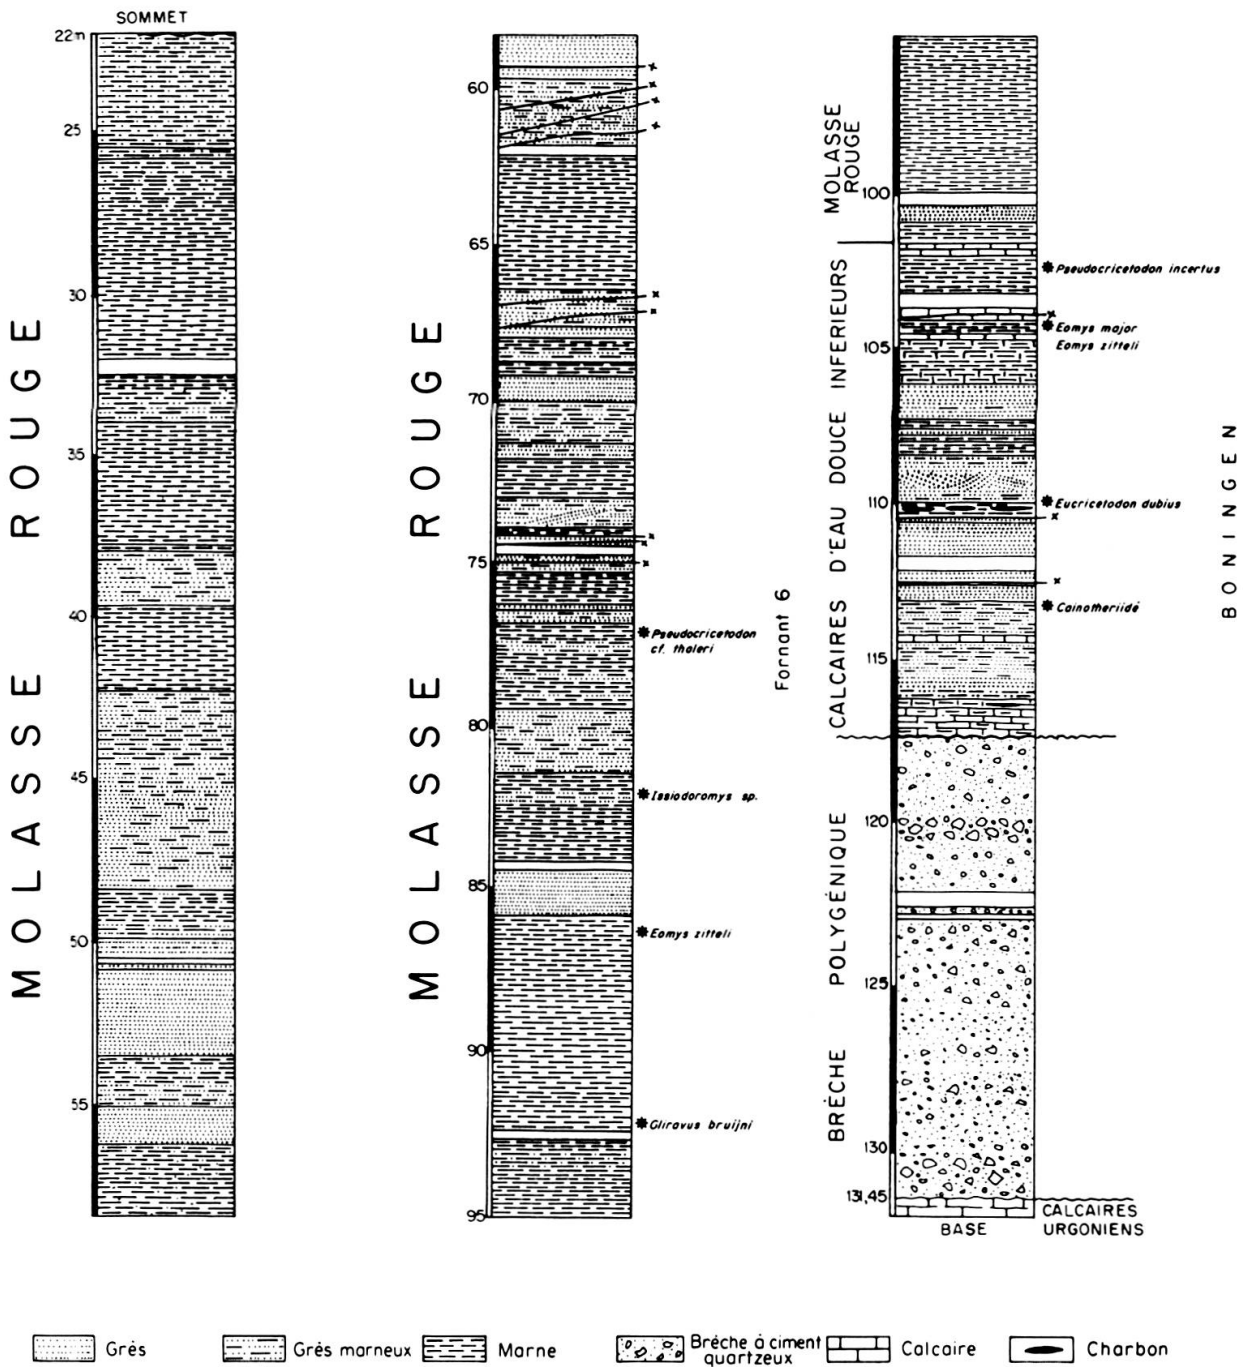 SOMMET
22m
25
30
35
40
45
50
55
MOLASSE ROUGE
60
65
70
75
80
85
90
95
MOLASSE ROUGE
Pseudocricetodon
cf. thaleri
Issiodoromys sp.
Eomys zitteli
Gliravus bruijni
Fornant 6
MOLASSE
ROUGE
CALCAIRES D'EAU DOUCE INFERIEURS
BRÈCHE POLYGÉNIQUE
100
105
110
115
120
125
130
131,45
Pseudocricetodon incertus
Eomys major
Eomys zitteli
Eucricetodon dubius
Cainotheriidé
BONINGEN
BASE
CALCAIRES
URGONIENS
Grès
Grès marneux
Marne
Brèche à ciment
quartzeux
Calcaire
Charbon